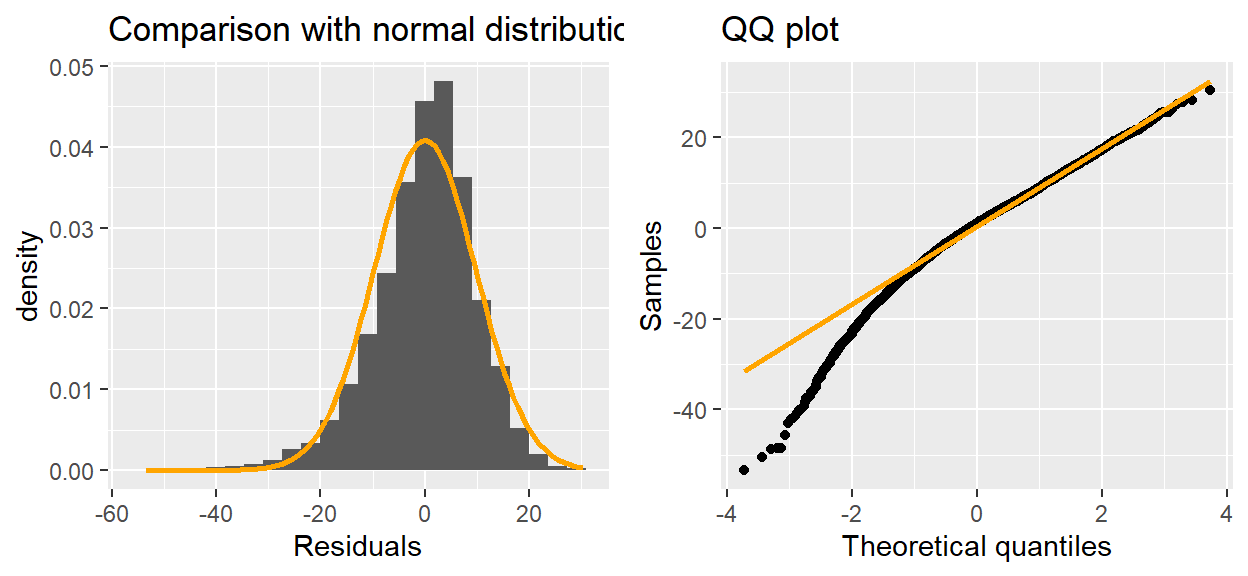 Comparison with normal distributic
0.05
0.04
0.03
0.02
0.01
0.00
density
-60 -40 -20 0 20
Residuals
QQ plot
20
0
-20
-40
Samples
-4 -2 0 2 4
Theoretical quantiles